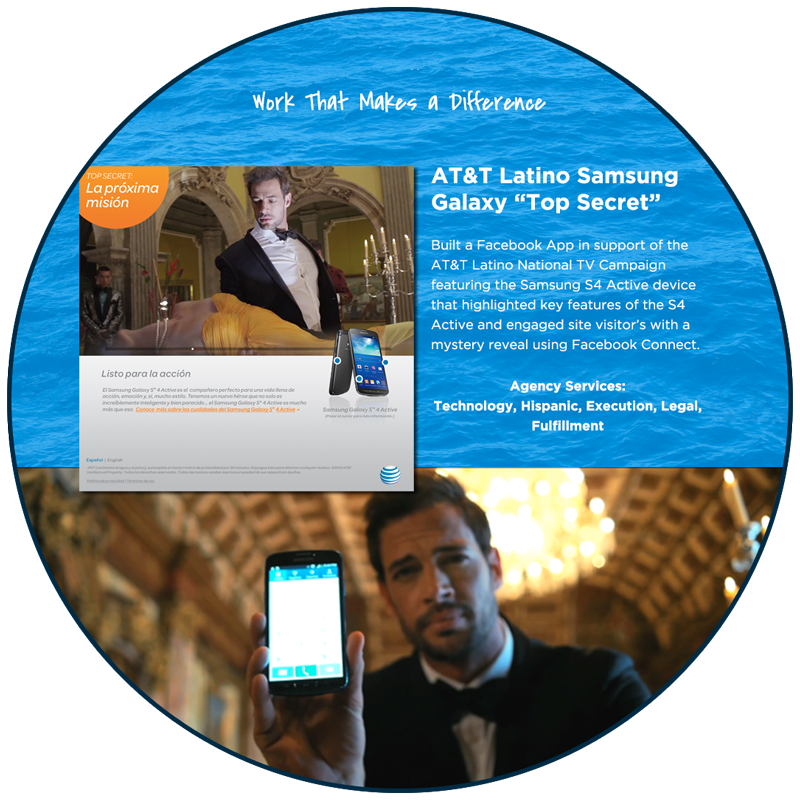 Work That Makes a Difference
TOP SECRET:
La próxima
misión
AT&T Latino Samsung
Galaxy “Top Secret”
Built a Facebook App in support of the
AT&T Latino National TV Campaign
featuring the Samsung S4 Active device
that highlighted key features of the S4
Active and engaged site visitor’s with a
mystery reveal using Facebook Connect.
Agency Services:
Technology, Hispanic, Execution, Legal,
Fulfillment
Listo para la acción
El Samsung Galaxy S® 4 Active es el compañero perfecto para una vida llena de
acción, emoción y, sí, mucho estilo. Tenemos un nuevo héroe que no solo es
increíblemente inteligente y bien parecido... el Samsung Galaxy S® 4 Active es mucho
más que eso. Conoce más sobre las cualidades del Samsung Galaxy S® 4 Active »
Samsung Galaxy S® 4 Active
Español | English